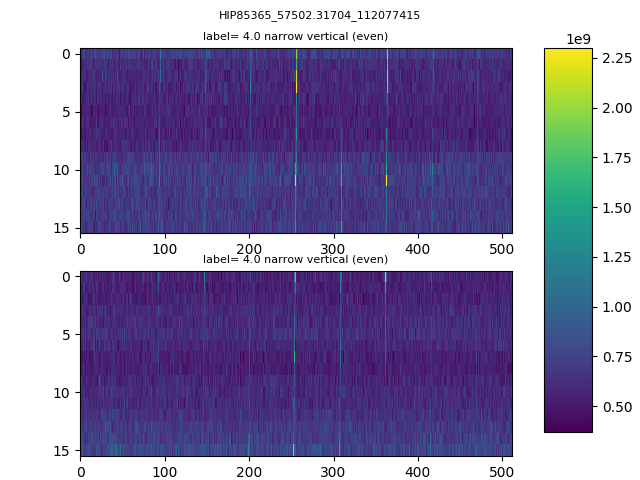 HIP85365_57502.31704_112077415
label= 4.0 narrow vertical (even)
0
5
10
15
0 100 200 300 400 500
label= 4.0 narrow vertical (even)
0
5
10
15
0 100 200 300 400 500
1e9
2.25
2.00
1.75
1.50
1.25
1.00
0.75
0.50